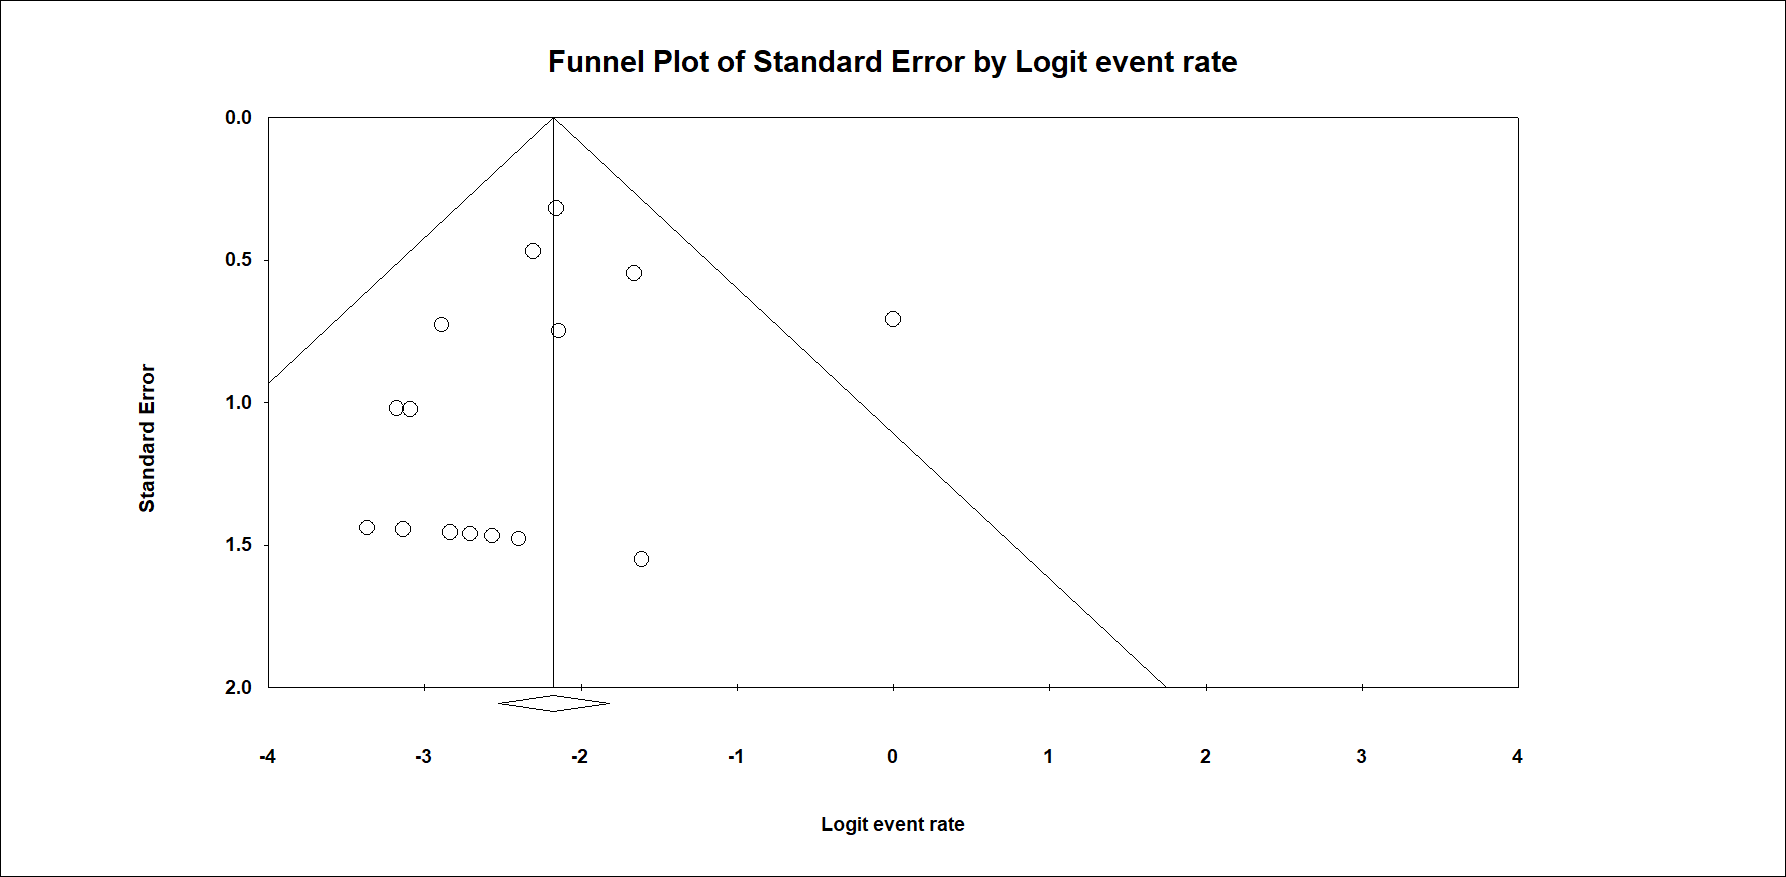 Funnel Plot of Standard Error by Logit event rate
0.0
0.5
1.0
1.5
2.0
Standard Error
-4 -3 -2 -1 0 1 2 3 4
Logit event rate